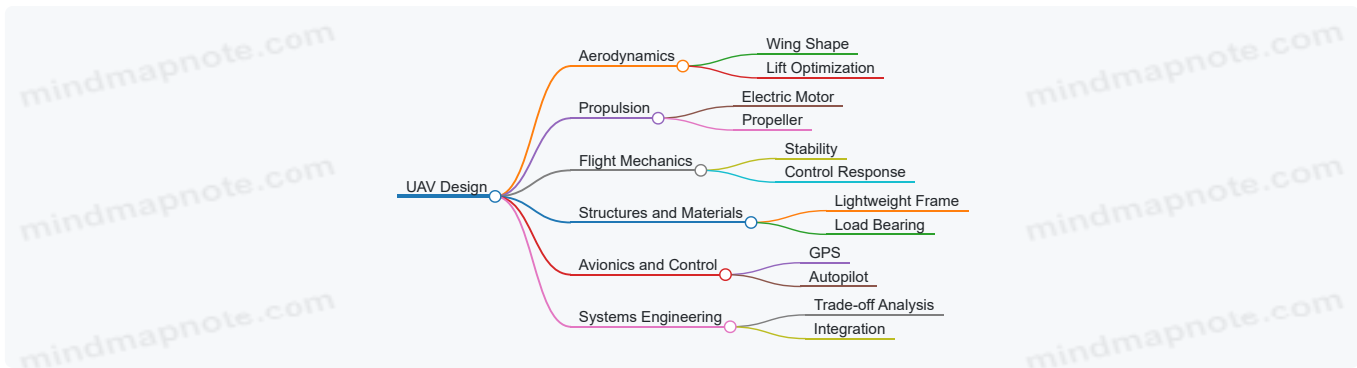 mindmapnote.com
mindmapnote.com
UAV Design
Aerodynamics
Wing Shape
Lift Optimization
Propulsion
Electric Motor
Propeller
Flight Mechanics
Stability
Control Response
Structures and Materials
Lightweight Frame
Load Bearing
Avionics and Control
GPS
Autopilot
Systems Engineering
Trade-off Analysis
Integration
mindmapnote.com
mindmapnote.com
mindmapnote.com
mindmapnote.com